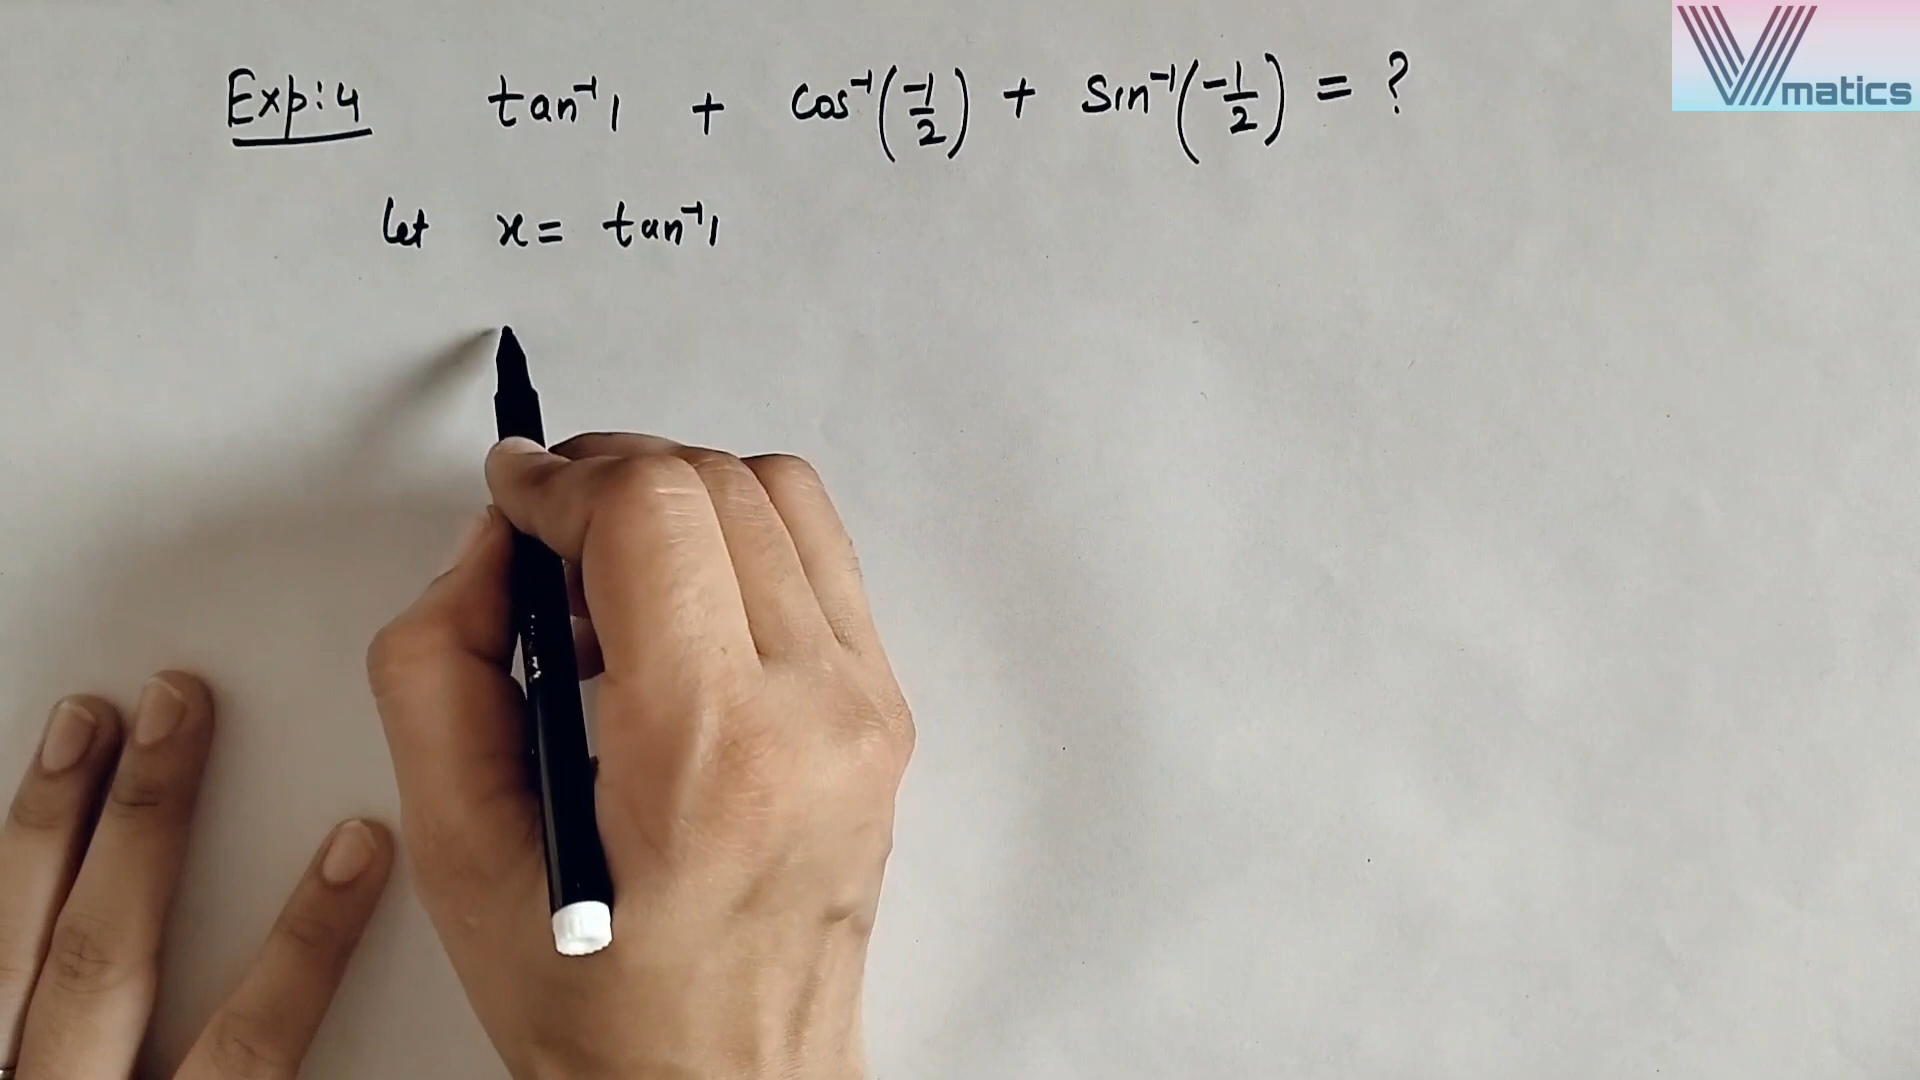 Exp:4 tan⁻¹1 + cos⁻¹(-1/2) + Sin⁻¹(-1/2) = ?
let x = tan⁻¹1
Vmatics